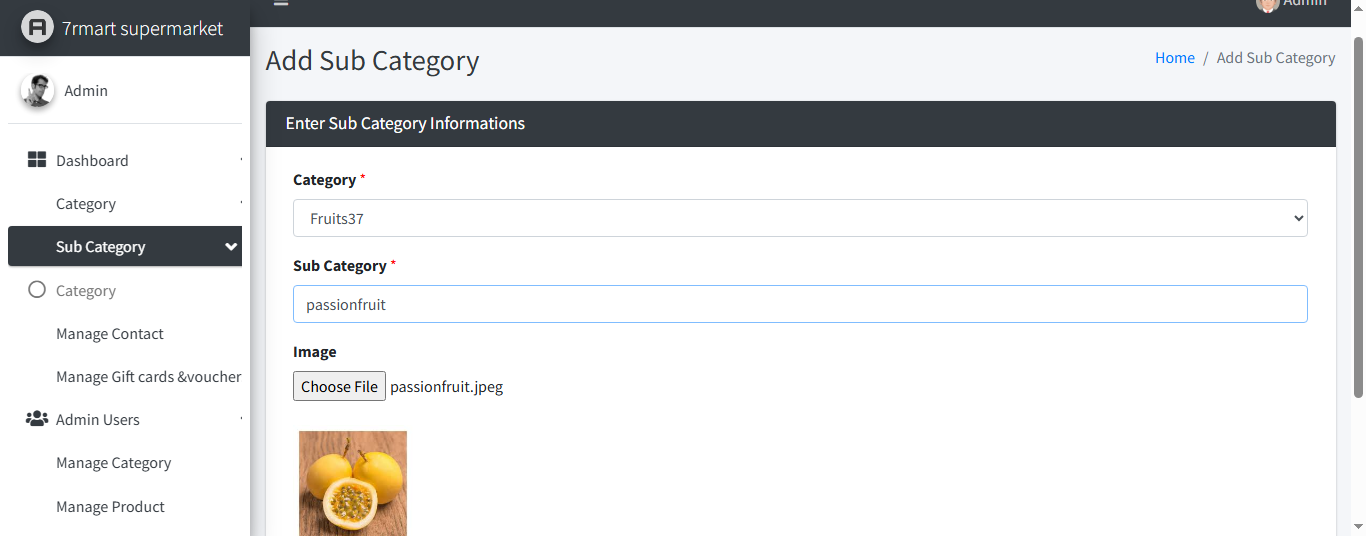 7rmart supermarket
Admin
Admin
Dashboard
Category
Sub Category
Category
Manage Contact
Manage Gift cards &voucher
Admin Users
Manage Category
Manage Product
Add Sub Category
Home / Add Sub Category
Enter Sub Category Informations
Category *
Fruits37
Sub Category *
passionfruit
Image
Choose File passionfruit.jpeg